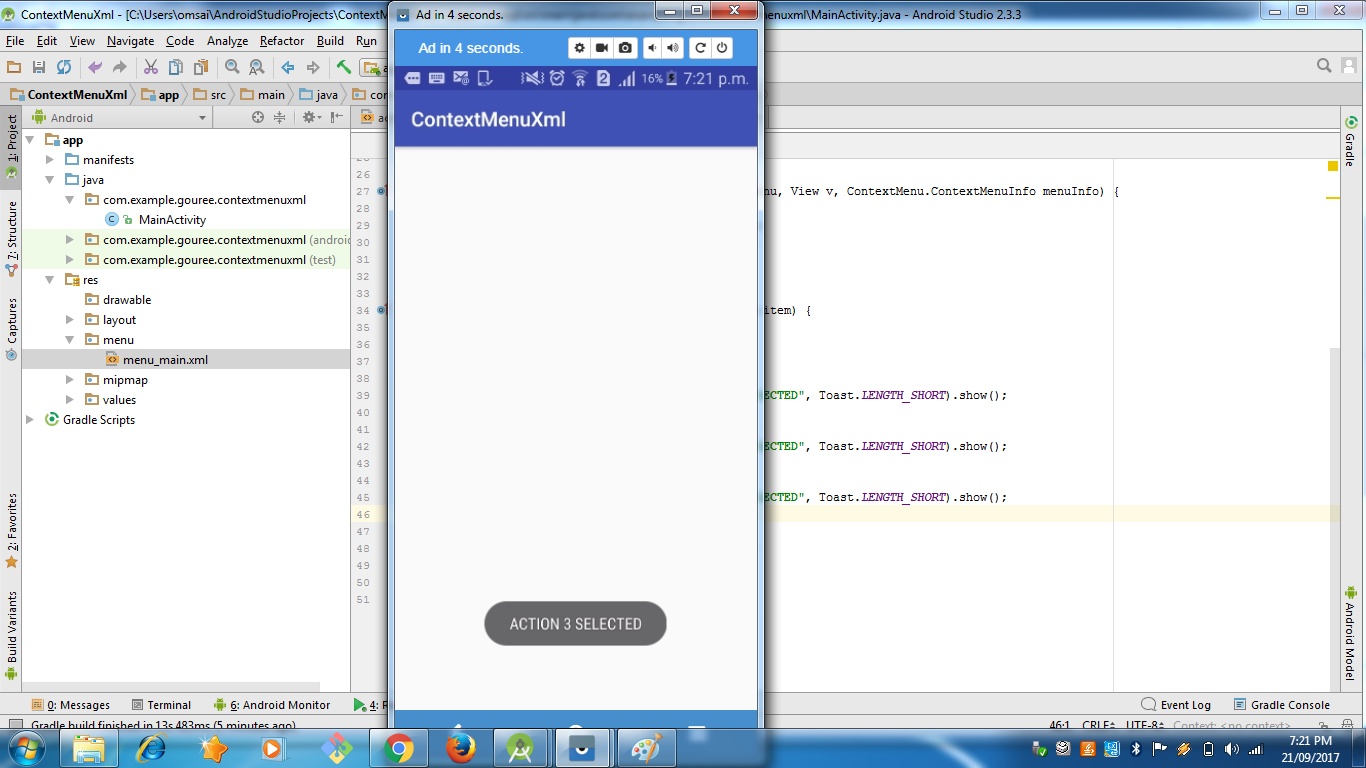 ContextMenuXml - [C:\Users\omsai\AndroidStudioProjects\ContextM
Ad in 4 seconds.
enuxml\MainActivity.java - Android Studio 2.3.3
File Edit View Navigate Code Analyze Refactor Build Run
Ad in 4 seconds.
2 16% 7:21 p.m.
ContextMenuXml app src main java
ContextMenuXml
Android
1: Project
7: Structure
Captures
2: Favorites
Build Variants
app
manifests
java
com.example.gouree.contextmenuxml
MainActivity
com.example.gouree.contextmenuxml (android
com.example.gouree.contextmenuxml (test)
res
drawable
layout
menu
menu_main.xml
mipmap
values
Gradle Scripts
26
27 nu, View v, ContextMenu.ContextMenuInfo menuInfo) {
28
29
30
31
32
33
34 item) {
35
36
37
38
39 ECTED", Toast.LENGTH_SHORT).show();
40
41
42 ECTED", Toast.LENGTH_SHORT).show();
43
44
45 ECTED", Toast.LENGTH_SHORT).show();
46
47
48
49
50
51
ACTION 3 SELECTED
Gradle
Android Model
0: Messages Terminal 6: Android Monitor 4: R
Event Log Gradle Console
Gradle build finished in 13s 483ms (5 minutes ago)
46:1 CRLF UTF-8 Context: <no context>
7:21 PM
21/09/2017